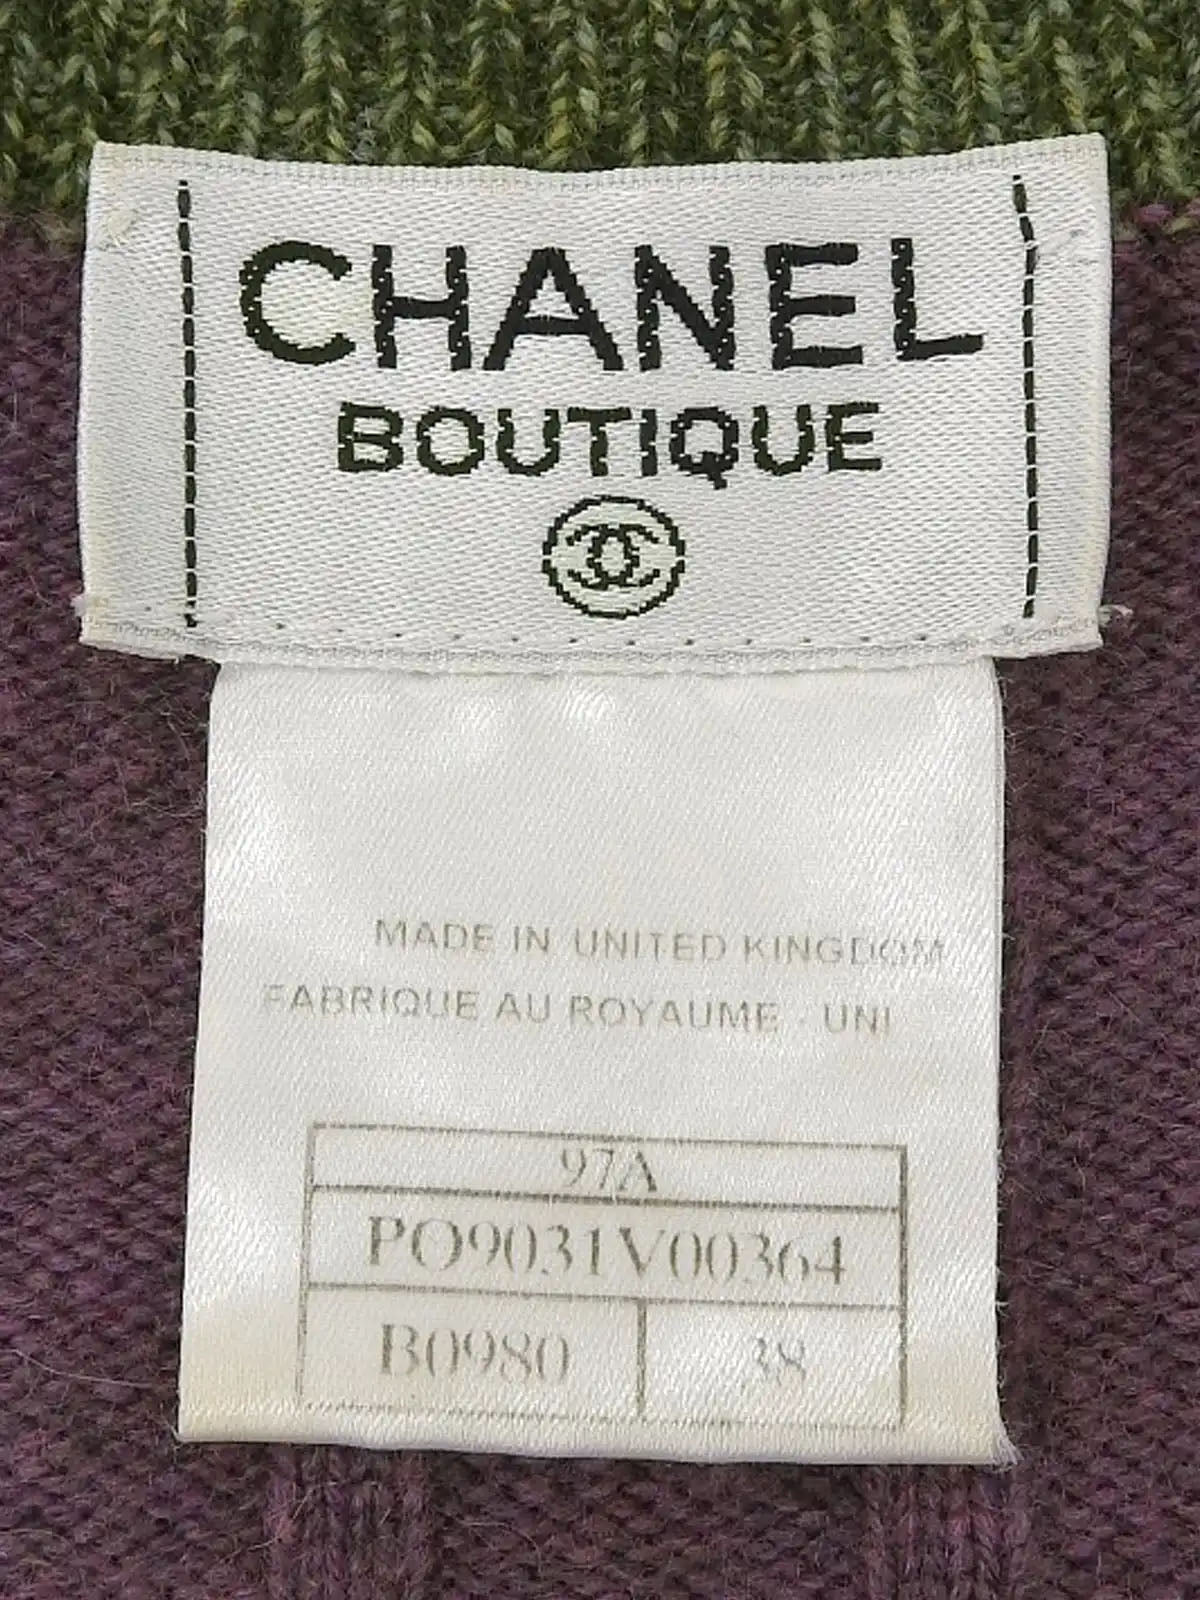 CHANEL
BOUTIQUE
MADE IN UNITED KINGDOM
FABRIQUE AU ROYAUME - UNI
97A
PO9031V00364
B0980 38